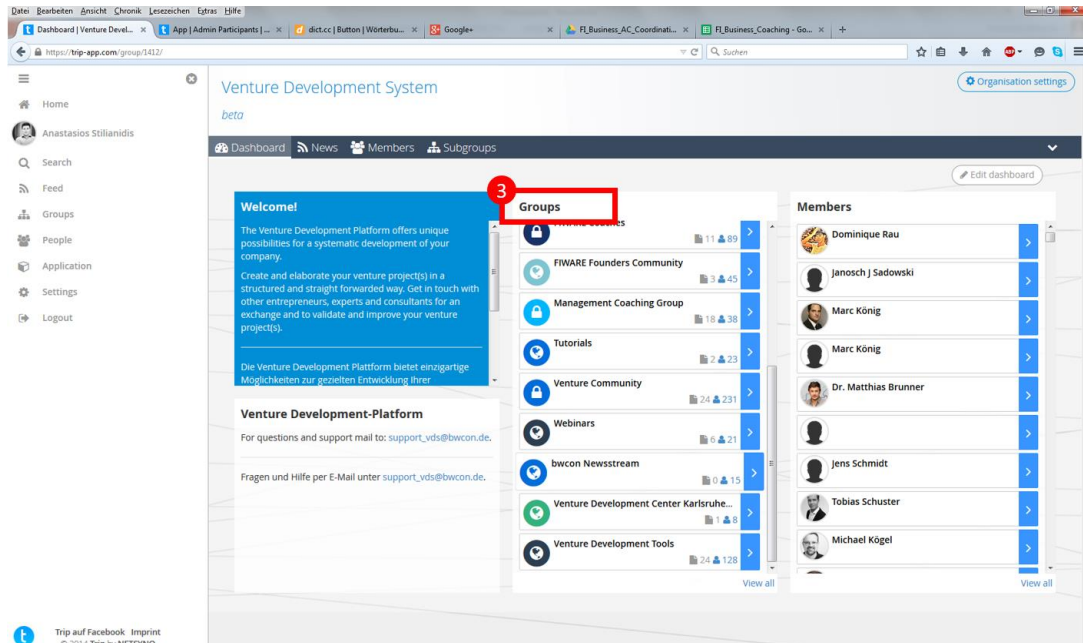 Datei Bearbeiten Ansicht Chronik Lesezeichen Extras Hilfe
Dashboard | Venture Devel... × App | Admin Participants | ... × dict.cc | Button | Wörterbu... × Google+ × FI_Business_AC_Coordinati... × FI_Business_Coaching - Go... × +
https://trip-app.com/group/1412/
Suchen
Home
Anastasios Stilianidis
Search
Feed
Groups
People
Application
Settings
Logout
Trip auf Facebook Imprint
Venture Development System
beta
Organisation settings
Dashboard News Members Subgroups
Edit dashboard
Welcome!
The Venture Development Platform offers unique
possibilities for a systematic development of your
company.
Create and elaborate your venture project(s) in a
structured and straight forwarded way. Get in touch with
other entrepreneurs, experts and consultants for an
exchange and to validate and improve your venture
project(s).
Die Venture Development Plattform bietet einzigartige
Möglichkeiten zur gezielten Entwicklung Ihrer
Venture Development-Platform
For questions and support mail to: support_vds@bwcon.de.
Fragen und Hilfe per E-Mail unter support_vds@bwcon.de.
3
Groups
11 89
FIWARE Founders Community
3 45
Management Coaching Group
18 38
Tutorials
2 23
Venture Community
24 231
Webinars
6 21
bwcon Newsstream
0 15
Venture Development Center Karlsruhe...
1 8
Venture Development Tools
24 128
View all
Members
Dominique Rau
Janosch J Sadowski
Marc König
Marc König
Dr. Matthias Brunner
Jens Schmidt
Tobias Schuster
Michael Kögel
View all